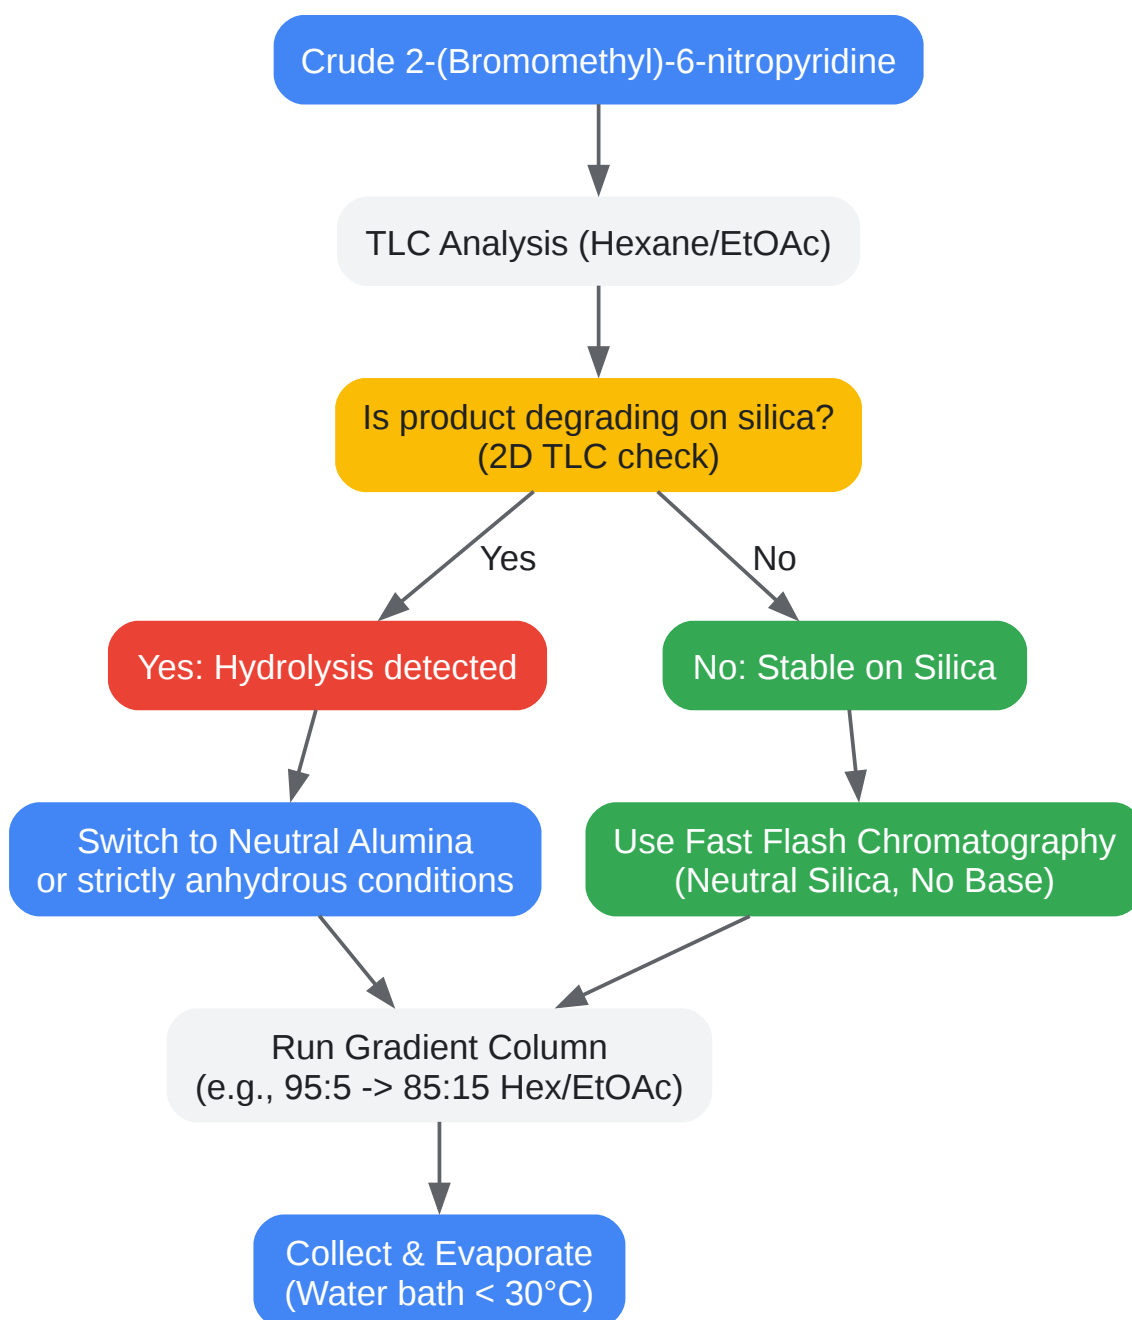 Crude 2-(Bromomethyl)-6-nitropyridine
TLC Analysis (Hexane/EtOAc)
Is product degrading on silica?
(2D TLC check)
Yes
No
Yes: Hydrolysis detected
No: Stable on Silica
Switch to Neutral Alumina
or strictly anhydrous conditions
Use Fast Flash Chromatography
(Neutral Silica, No Base)
Run Gradient Column
(e.g., 95:5 -> 85:15 Hex/EtOAc)
Collect & Evaporate
(Water bath < 30°C)